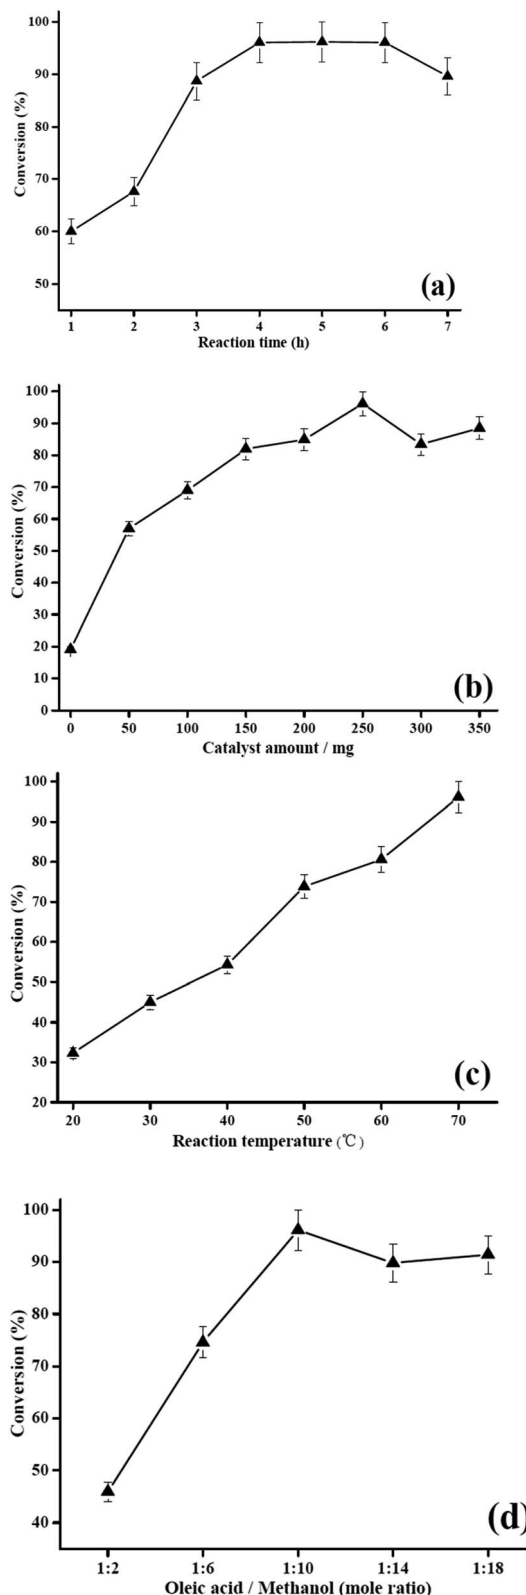 100
90
80
70
60
50
Conversion (%)
(a)
1 2 3 4 5 6 7
Reaction time (h)
100
90
80
70
60
50
40
30
20
10
0
Conversion (%)
(b)
0 50 100 150 200 250 300 350
Catalyst amount / mg
100
90
80
70
60
50
40
30
20
Conversion (%)
(c)
20 30 40 50 60 70
Reaction temperature (℃)
100
90
80
70
60
50
40
Conversion (%)
(d)
1:2 1:6 1:10 1:14 1:18
Oleic acid / Methanol (mole ratio)